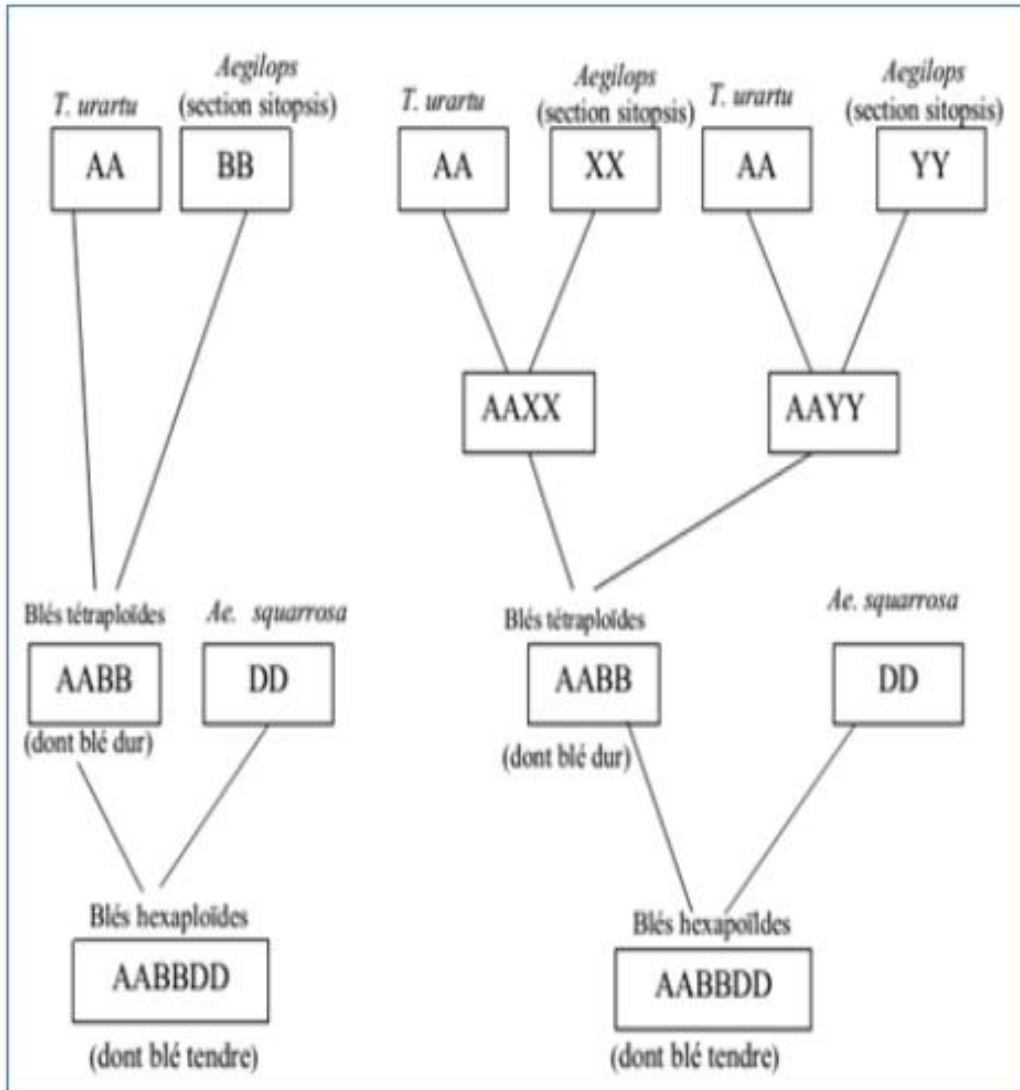 T. urartu
Aegilops
(section sitopsis)
AA
BB
Blés tétraploïdes
Ae. squarrosa
AABB
DD
(dont blé dur)
Blés hexaploïdes
AABBDD
(dont blé tendre)
T. urartu
Aegilops
(section sitopsis)
T. urartu
Aegilops
(section sitopsis)
AA
XX
AA
YY
AAXX
AAYY
Blés tétraploïdes
Ae. squarrosa
AABB
DD
(dont blé dur)
Blés hexapoïldes
AABBDD
(dont blé tendre)